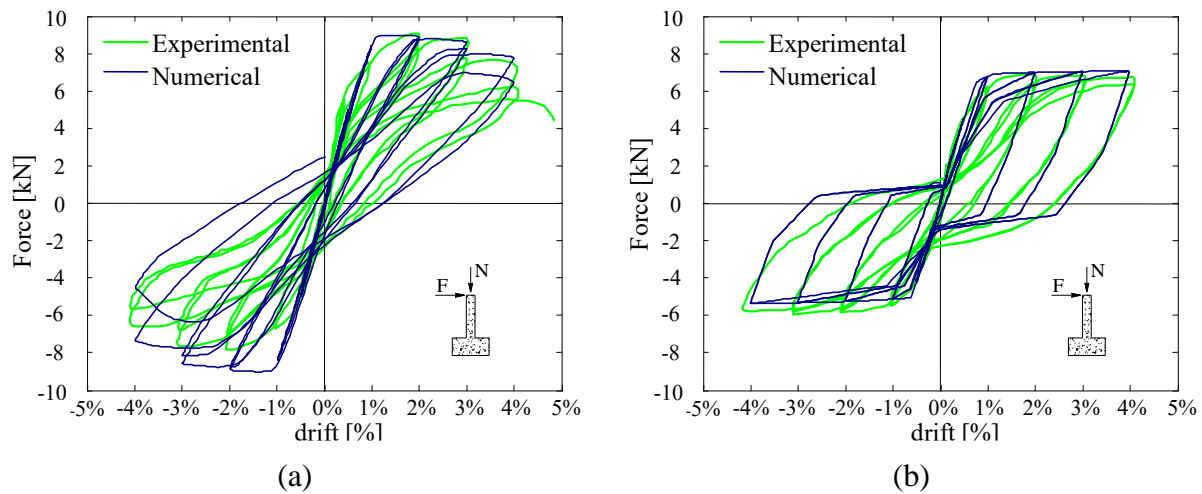 10
8
6
4
2
0
-2
-4
-6
-8
-10
Force [kN]
Experimental
Numerical
N
F
-5% -4% -3% -2% -1% 0% 1% 2% 3% 4% 5%
drift [%]
(a)
10
8
6
4
2
0
-2
-4
-6
-8
-10
Force [kN]
Experimental
Numerical
N
F
-5% -4% -3% -2% -1% 0% 1% 2% 3% 4% 5%
drift [%]
(b)